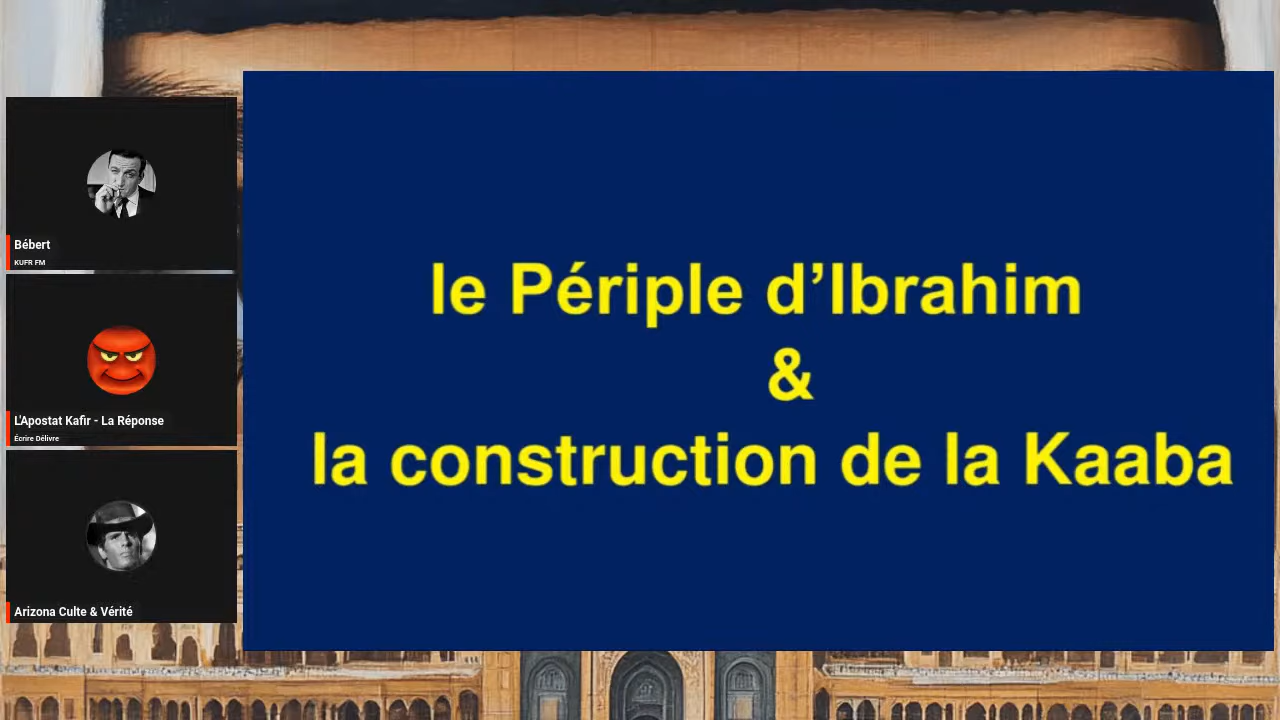 Bébert
KUFR FM
L'Apostat Kafir - La Réponse
Écrire Délivre
Arizona Culte & Vérité
le Périple d’Ibrahim
&
la construction de la Kaaba